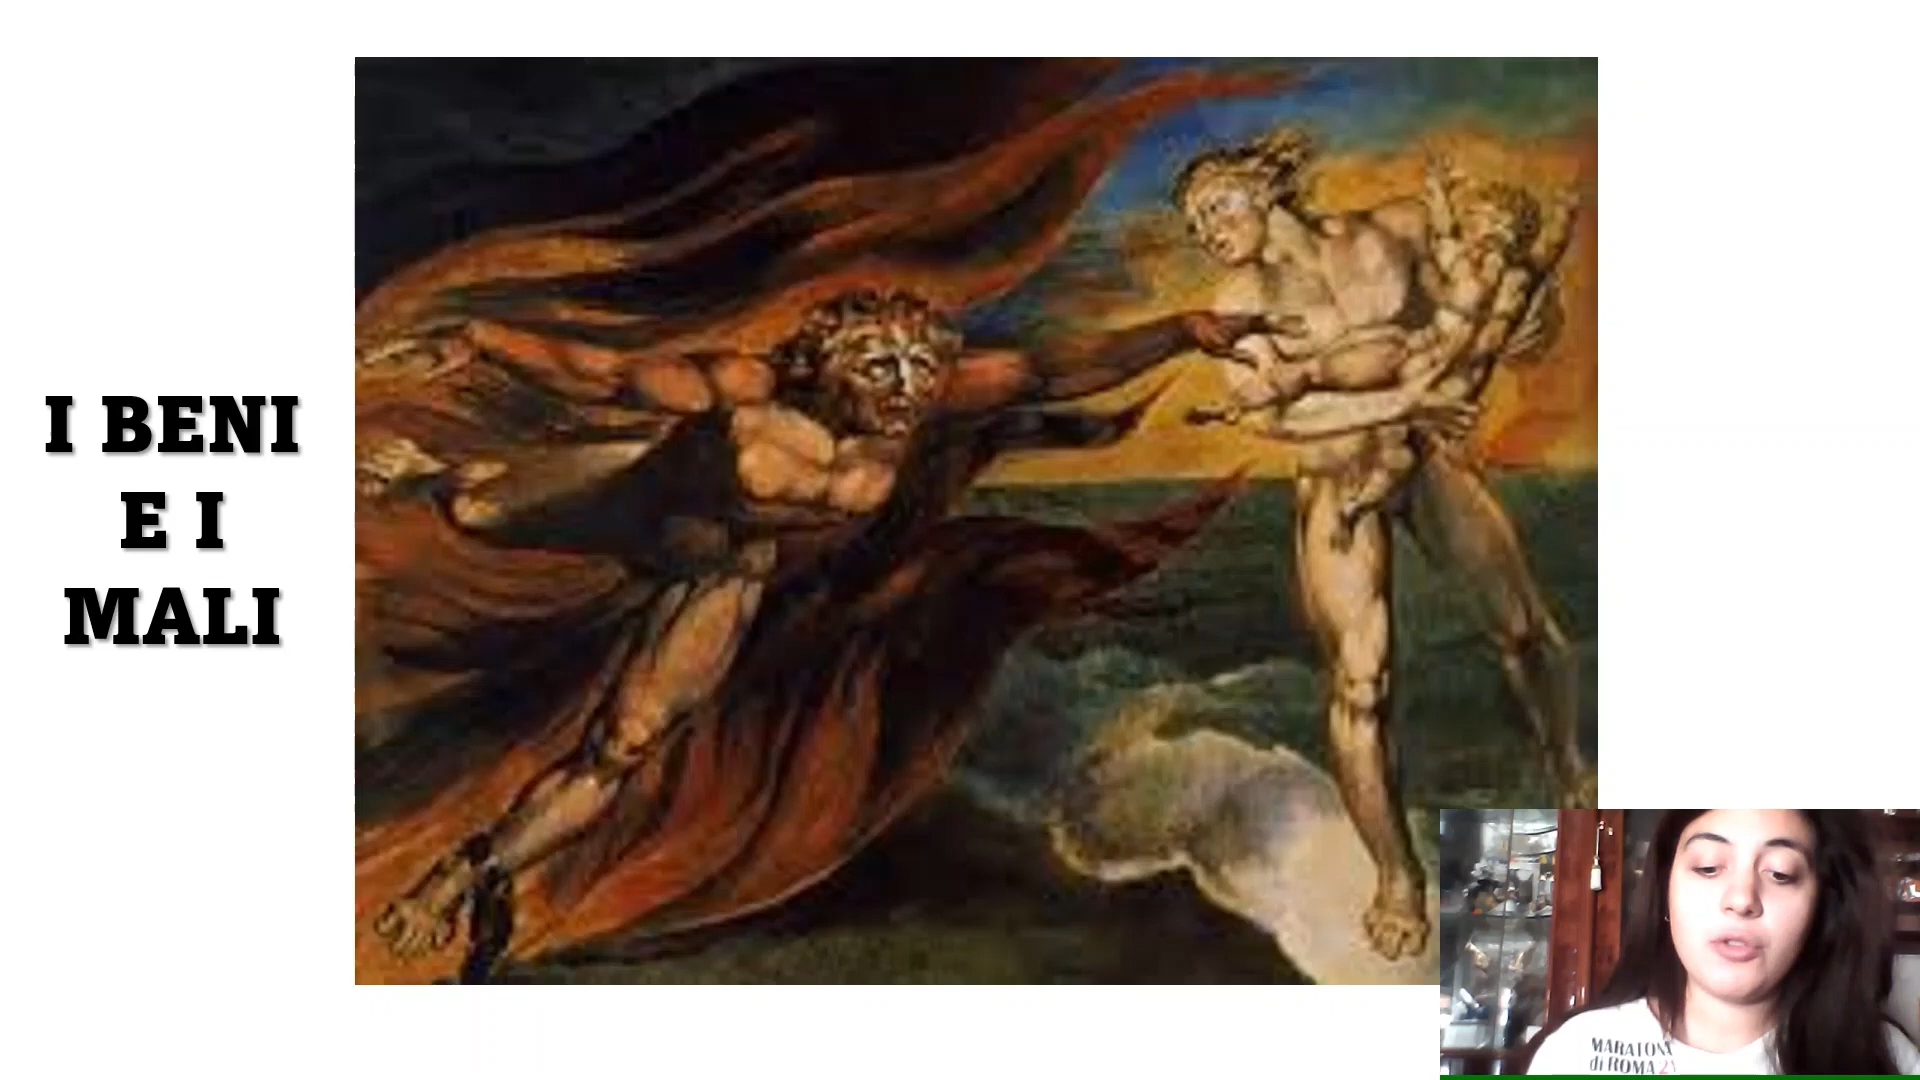 I BENI
E I
MALI
MARATONA
di ROMA